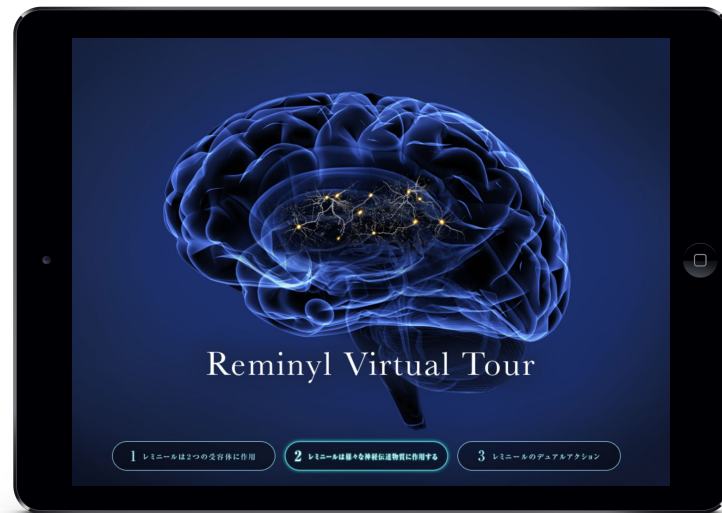 Reminyl Virtual Tour
1 レミニールは2つの受容体に作用
2 レミニールは様々な神経伝達物質に作用する
3 レミニールのデュアルアクション